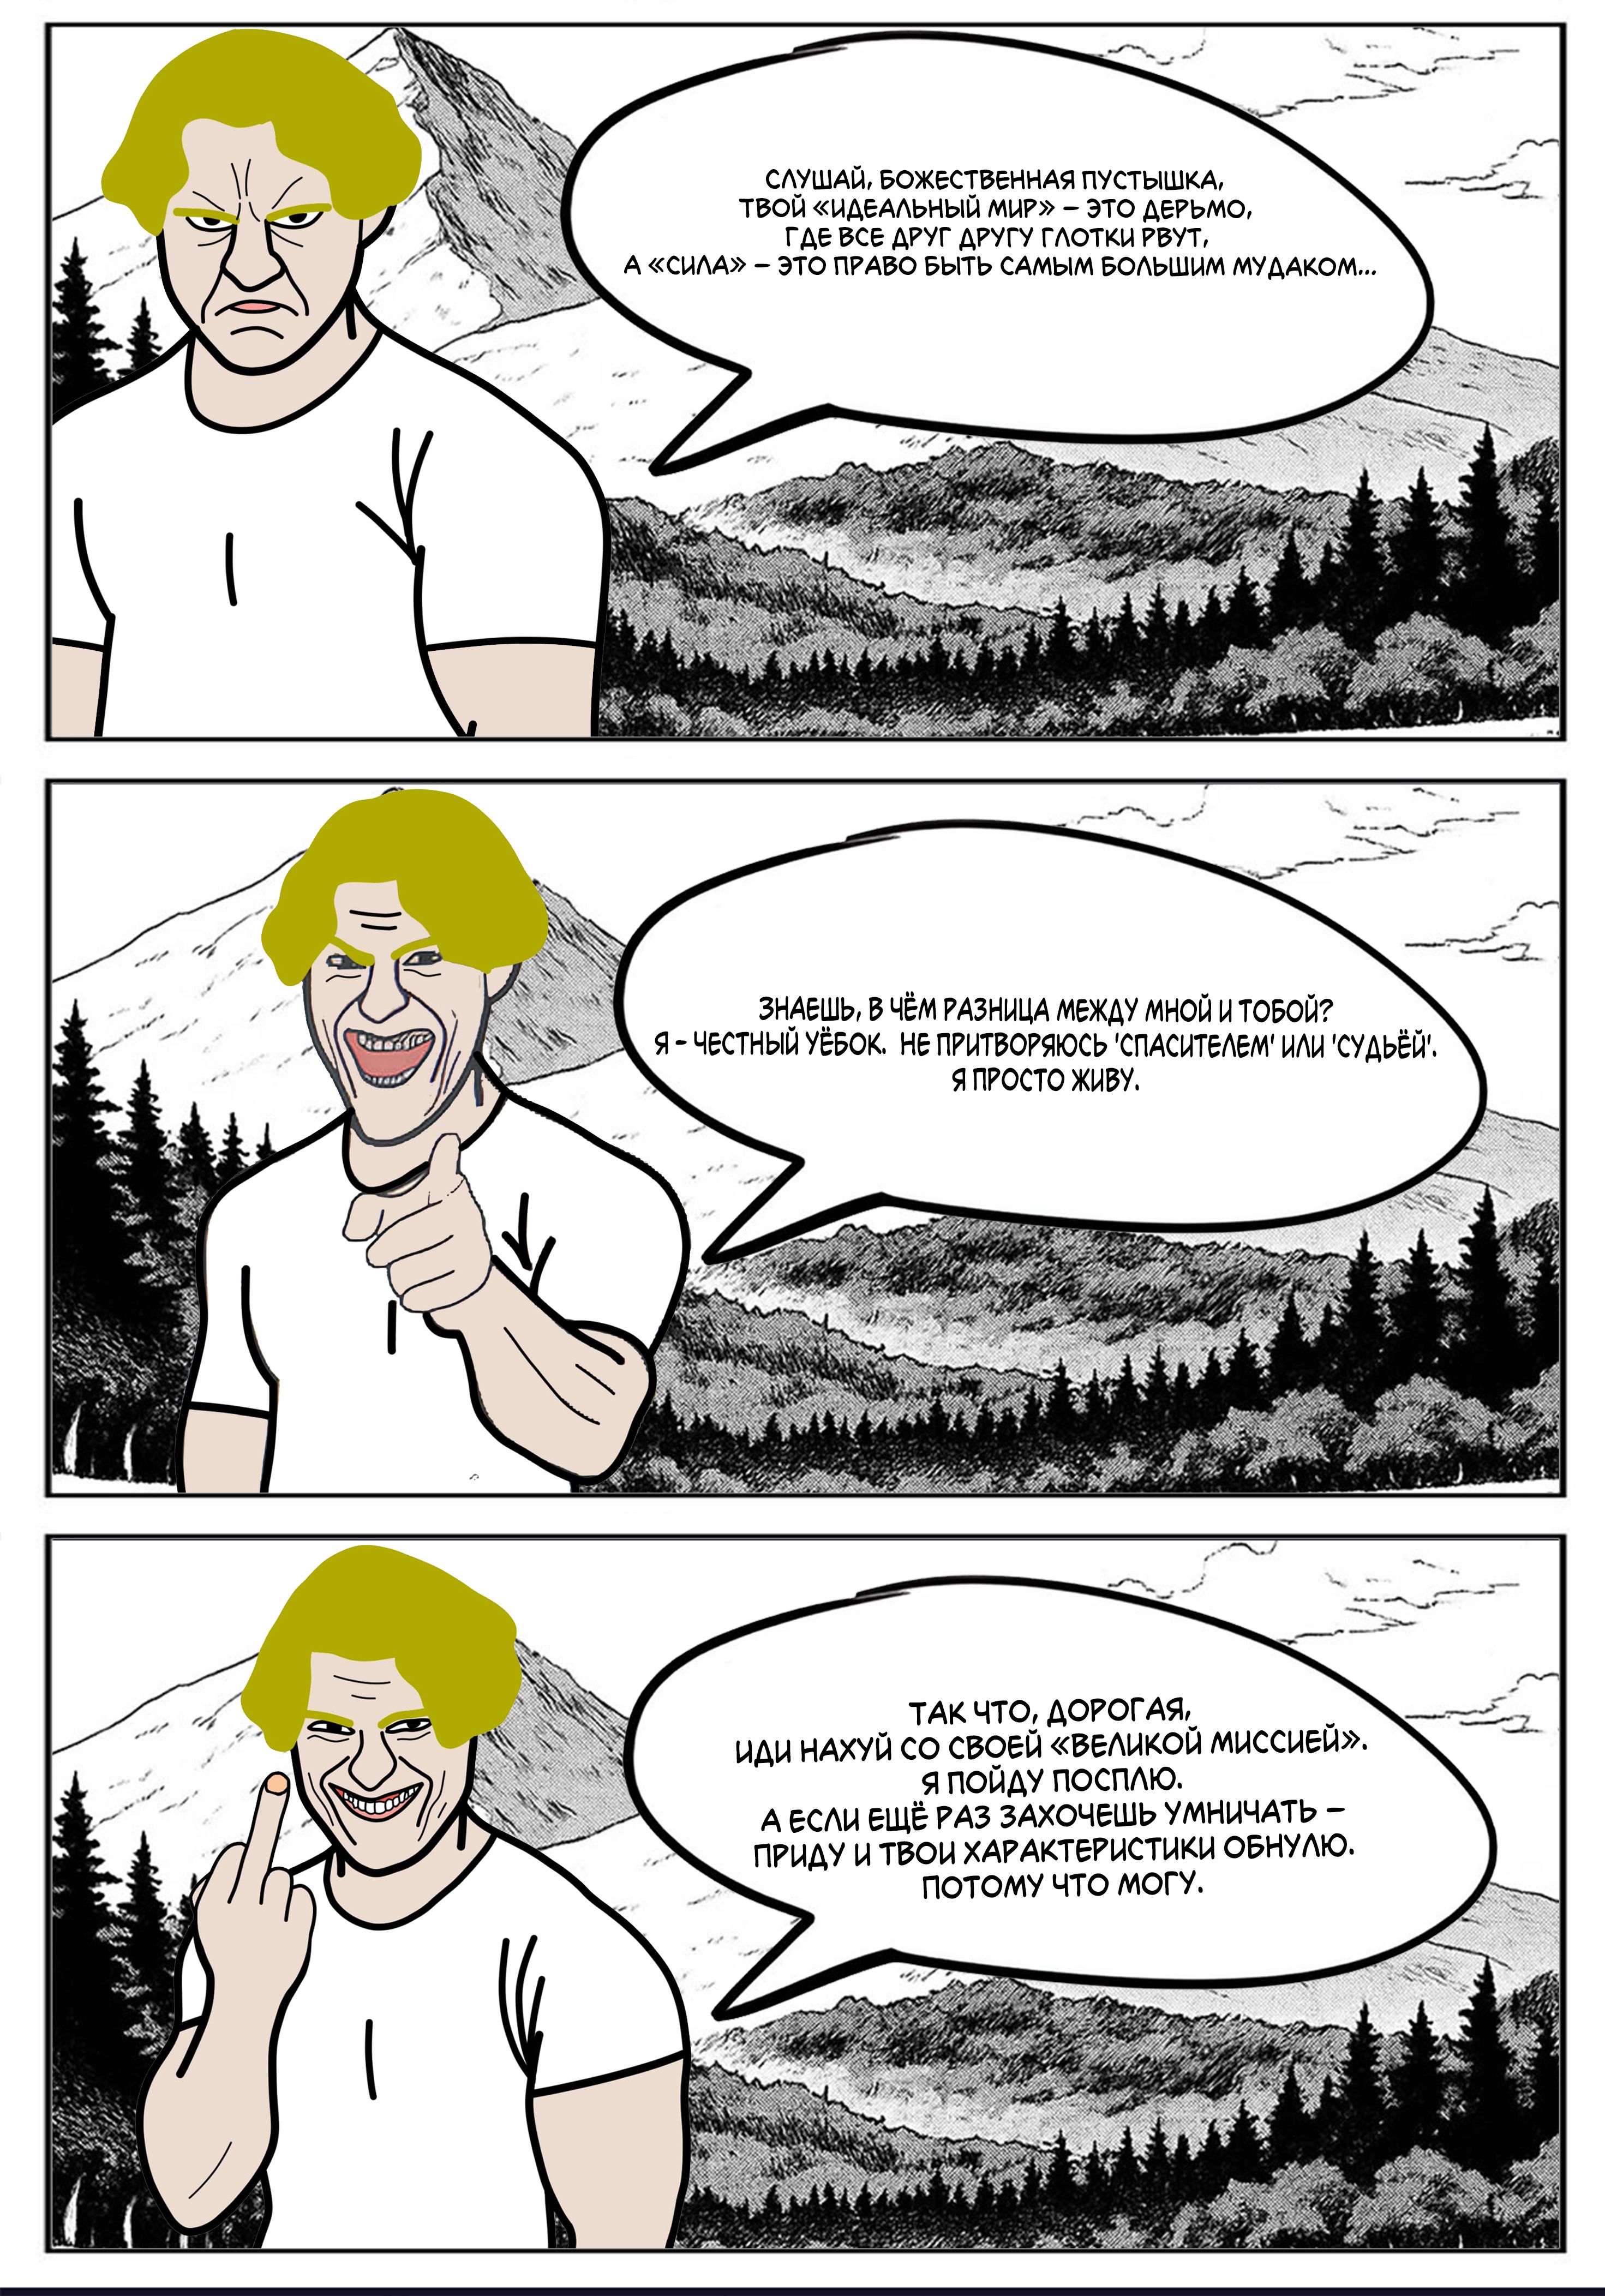 СЛУШАЙ, БОЖЕСТВЕННАЯ ПУСТЫШКА,
ТВОЙ «ИДЕАЛЬНЫЙ МИР» – ЭТО ДЕРЬМО,
ГДЕ ВСЕ ДРУГ ДРУГУ ГЛОТКИ РВУТ,
А «СИЛА» – ЭТО ПРАВО БЫТЬ САМЫМ БОЛЬШИМ МУДАКОМ...
ЗНАЕШЬ, В ЧЁМ РАЗНИЦА МЕЖДУ МНОЙ И ТОБОЙ?
Я - ЧЕСТНЫЙ УЁБОК. НЕ ПРИТВОРЯЮСЬ 'СПАСИТЕЛЕМ' ИЛИ 'СУДЬЁЙ'.
Я ПРОСТО ЖИВУ.
ТАК ЧТО, ДОРОГАЯ,
ИДИ НАХУЙ СО СВОЕЙ «ВЕЛИКОЙ МИССИЕЙ».
Я ПОЙДУ ПОСПЛЮ.
А ЕСЛИ ЕЩЁ РАЗ ЗАХОЧЕШЬ УМНИЧАТЬ –
ПРИДУ И ТВОИ ХАРАКТЕРИСТИКИ ОБНУЛЮ.
ПОТОМУ ЧТО МОГУ.